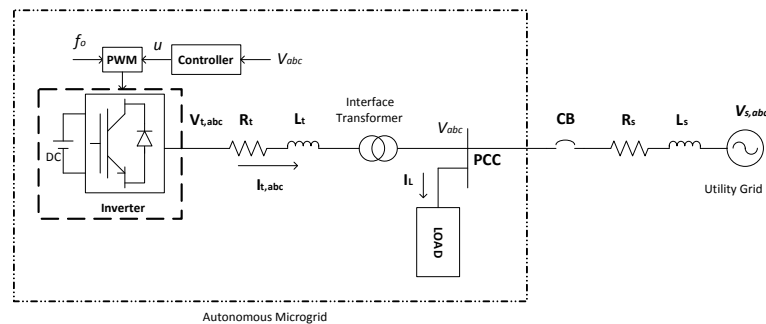 fo
u
PWM
Controller
Vabc
Vt,abc
Rt
Lt
Interface
Transformer
Vabc
CB
Rs
Ls
Vs,abc
DC
It,abc
IL
PCC
Utility Grid
Inverter
LOAD
Autonomous Microgrid